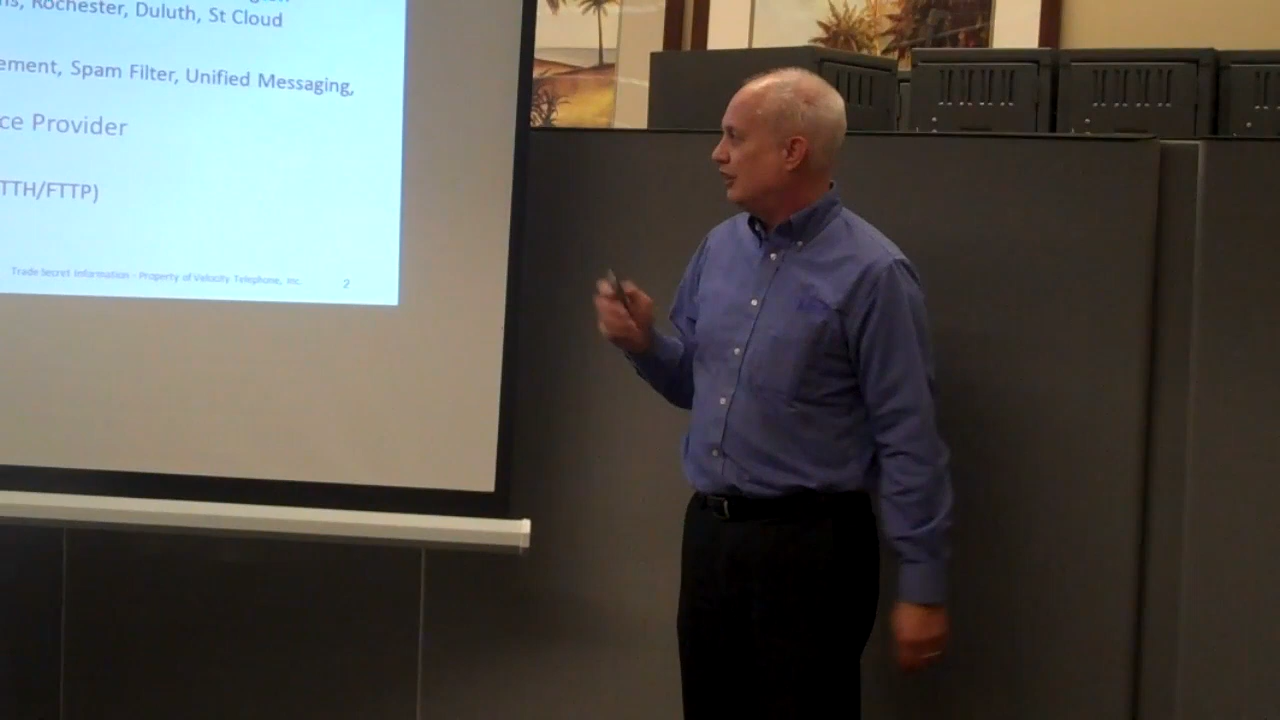 Rochester, Duluth, St Cloud
ement, Spam Filter, Unified Messaging,
ce Provider
TTH/FTTP)
Trade Secret Information - Property of Velocity Telephone, Inc. 2